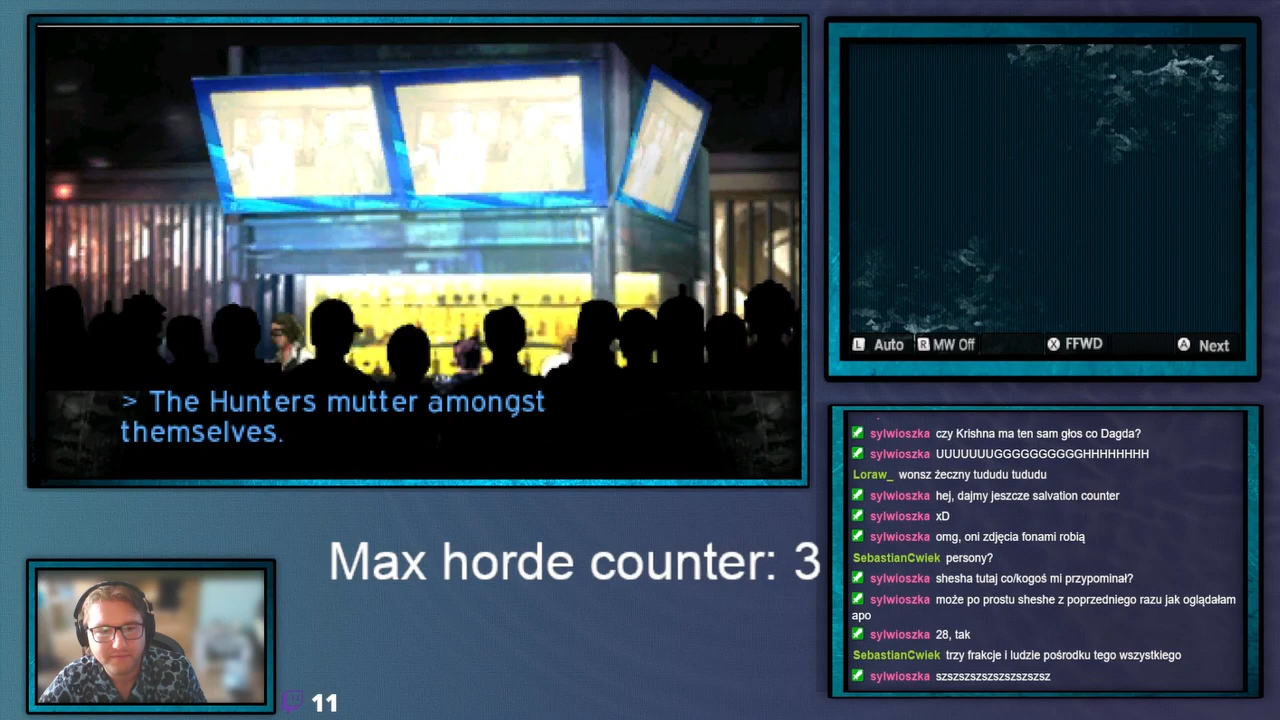 > The Hunters mutter amongst
themselves.
L Auto R MW Off X FFWD A Next
sylwioszka czy Krishna ma ten sam głos co Dagda?
sylwioszka UUUUUUUGGGGGGGGGGHHHHHHHH
Loraw_ wonsz żeczny tududu tududu
sylwioszka hej, dajmy jeszcze salvation counter
sylwioszka xD
sylwioszka omg, oni zdjęcia fonami robią
SebastianCwiek persony?
sylwioszka shesha tutaj co/kogoś mi przypominał?
sylwioszka może po prostu sheshe z poprzedniego razu jak oglądałam
apo
sylwioszka 28, tak
SebastianCwiek trzy frakcje i ludzie pośrodku tego wszystkiego
sylwioszka szszszszszszszszszsz
Max horde counter: 3
11